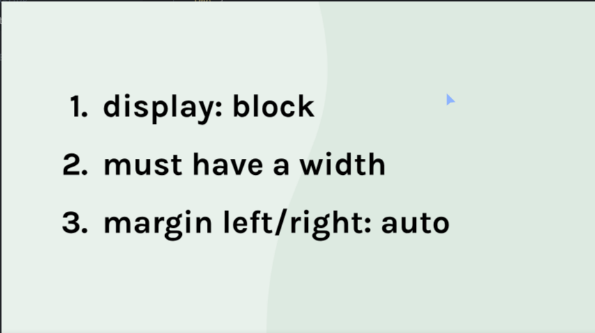 1. display: block
2. must have a width
3. margin left/right: auto